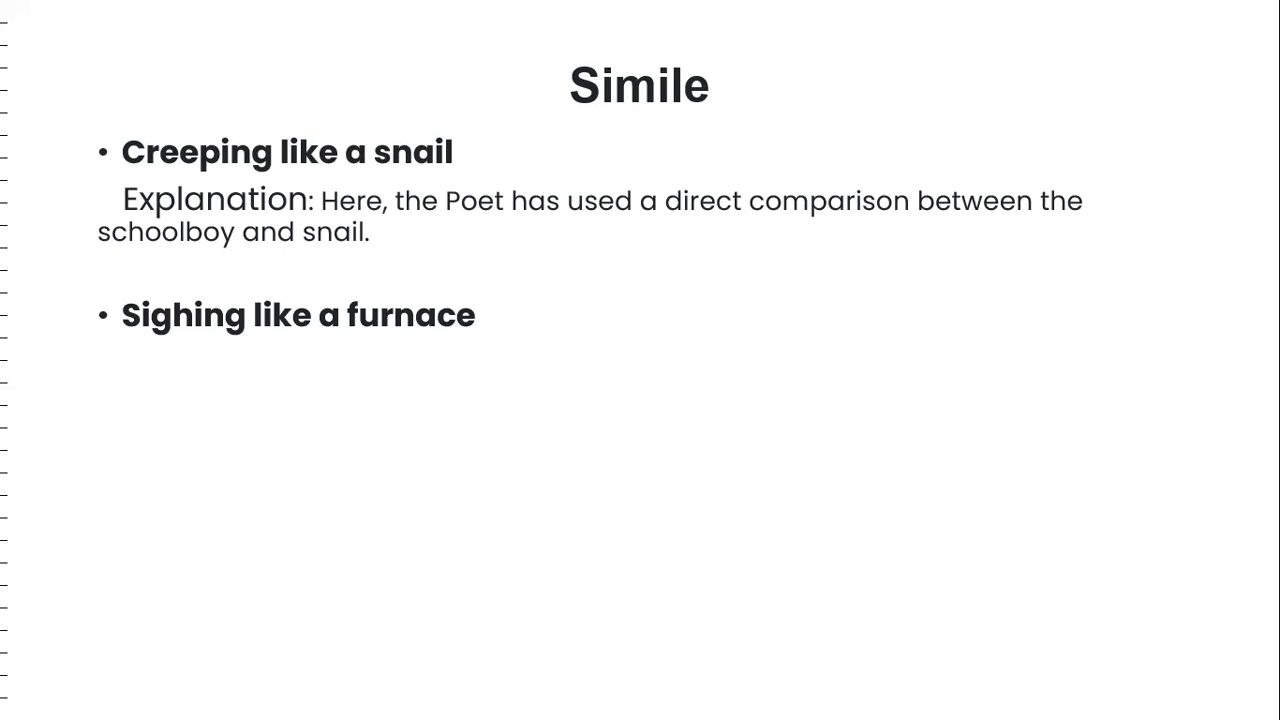 Simile
• Creeping like a snail
Explanation: Here, the Poet has used a direct comparison between the
schoolboy and snail.
• Sighing like a furnace